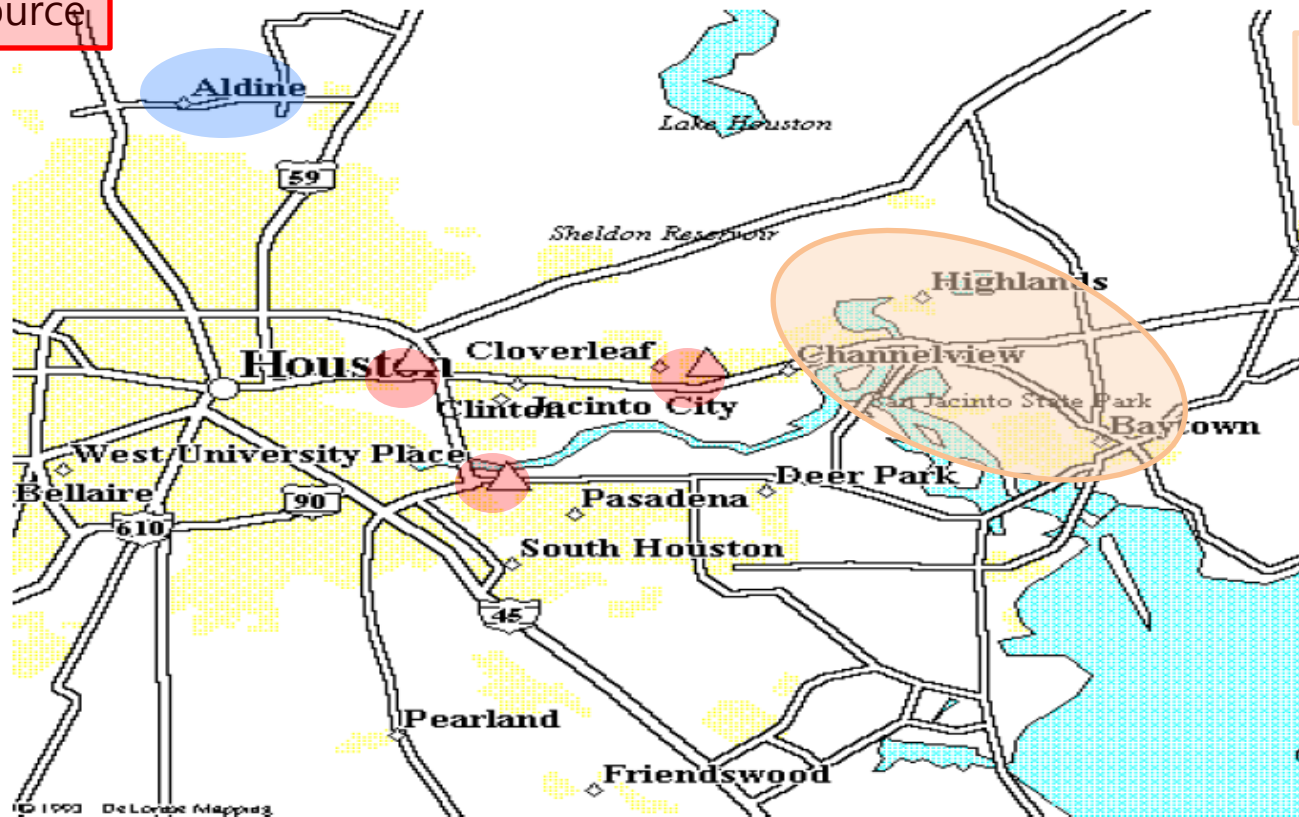 ource
Aldine
Lake Houston
59
Sheldon Reservoir
Highlands
Houston
Cloverleaf
Channelview
Clinton
Jacinto City
San Jacinto State Park
Baytown
West University Place
Deer Park
Bellaire
90
Pasadena
610
South Houston
45
Pearland
Friendswood
© 1993 DeLorme Mapping